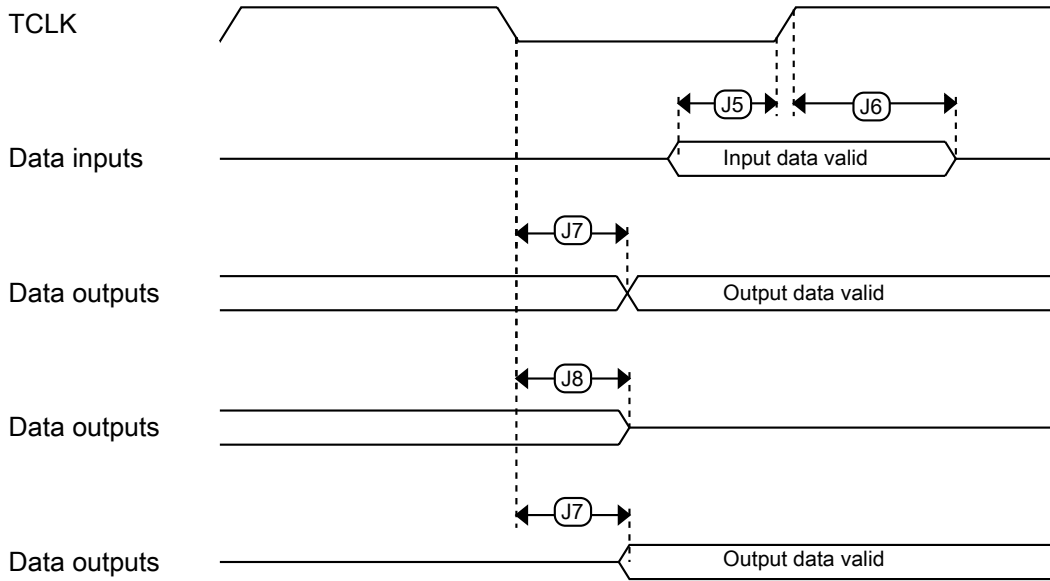 TCLK
J5
J6
Data inputs
Input data valid
J7
Data outputs
Output data valid
J8
Data outputs
J7
Data outputs
Output data valid